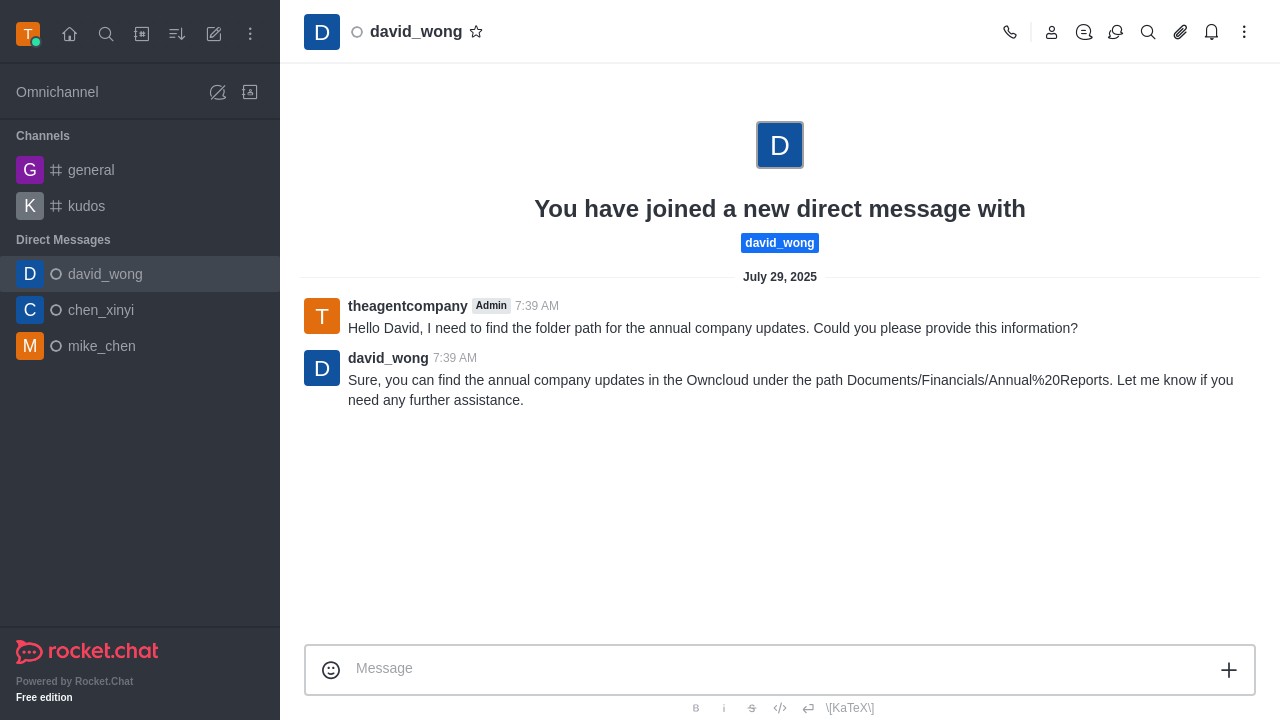 T
D
david_wong
Omnichannel
Channels
G
general
K
kudos
Direct Messages
D
david_wong
C
chen_xinyi
M
mike_chen
rocket.chat
Powered by Rocket.Chat
Free edition
D
You have joined a new direct message with
david_wong
July 29, 2025
T
theagentcompany Admin 7:39 AM
Hello David, I need to find the folder path for the annual company updates. Could you please provide this information?
D
david_wong 7:39 AM
Sure, you can find the annual company updates in the Owncloud under the path Documents/Financials/Annual%20Reports. Let me know if you
need any further assistance.
Message
B i S \[KaTeX\]